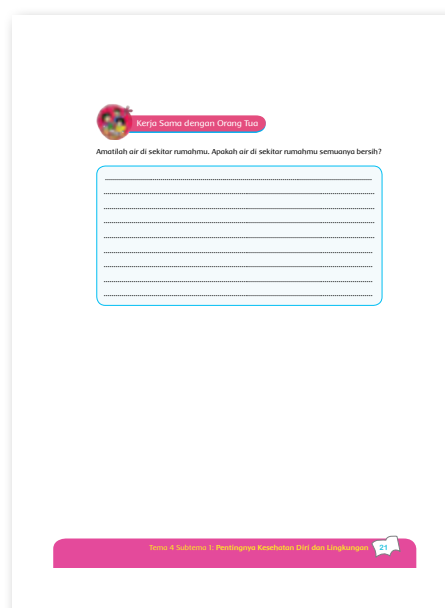 Kerja Sama dengan Orang Tua
Amatilah air di sekitar rumahmu. Apakah air di sekitar rumahmu semuanya bersih?
Tema 4 Subtema 1: Pentingnya Kesehatan Diri dan Lingkungan
21